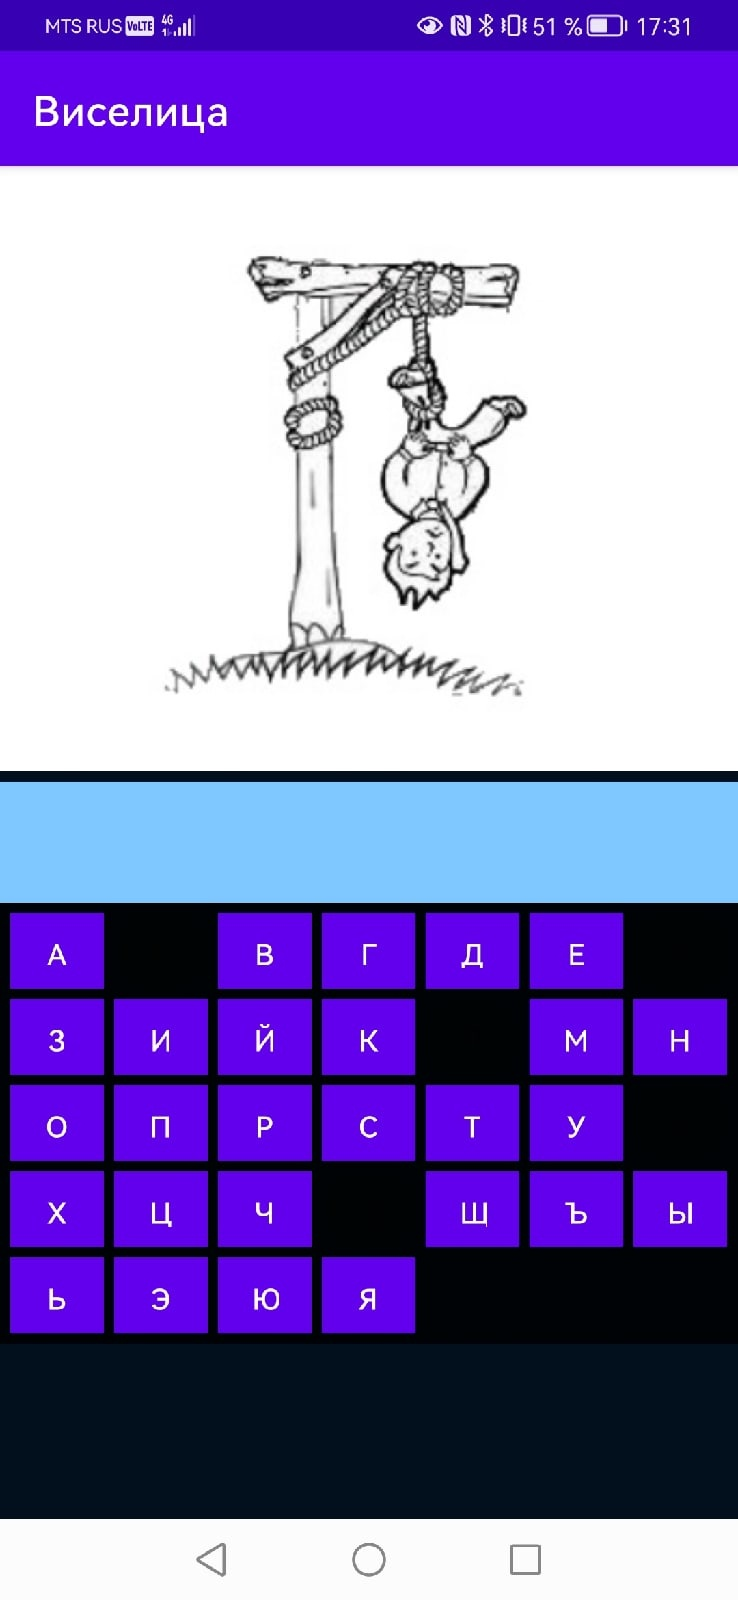 MTS RUS VoLTE 4G 51 % 17:31
Виселица
А В Г Д Е
З И Й К М Н
О П Р С Т У
Х Ц Ч Щ Ъ Ы
Ь Э Ю Я